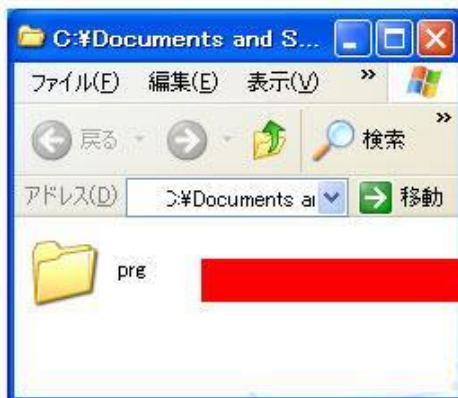 C:¥Documents and S...
ファイル(F) 編集(E) 表示(V) »
戻る 検索 »
アドレス(D) C:¥Documents ai 移動
prg